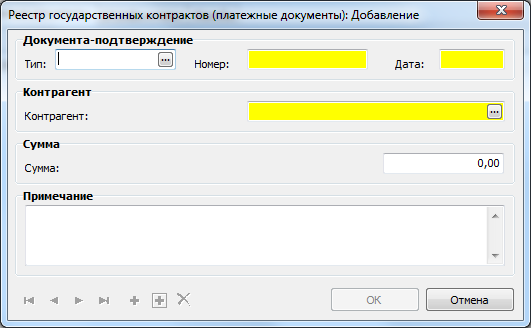 Реестр государственных контрактов (платежные документы): Добавление
Документа-подтверждение
Тип: ... Номер: Дата:
Контрагент
Контрагент: ...
Сумма
Сумма: 0,00
Примечание
OK Отмена